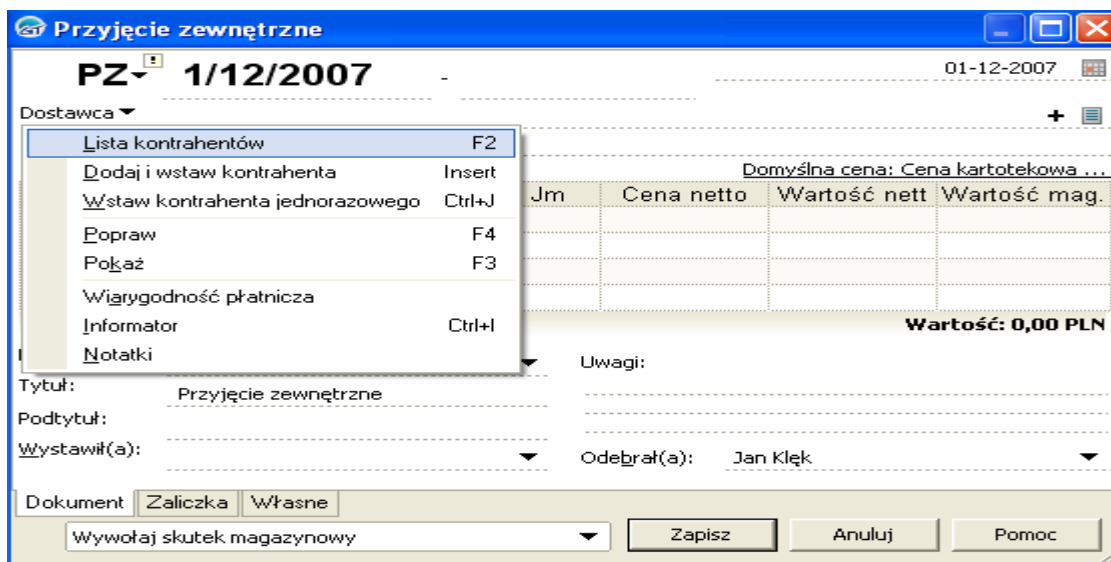 Przyjęcie zewnętrzne
PZ 1/12/2007 - 01-12-2007
Dostawca
Lista kontrahentów F2
Dodaj i wstaw kontrahenta Insert
Wstaw kontrahenta jednorazowego Ctrl+J
Popraw F4
Pokaż F3
Wiarygodność płatnicza
Informator Ctrl+I
Notatki
Domyślna cena: Cena kartotekowa ...
Jm Cena netto Wartość nett Wartość mag.
Wartość: 0,00 PLN
Uwagi:
Tytuł: Przyjęcie zewnętrzne
Podtytuł:
Wystawił(a):
Odebrał(a): Jan Klęk
Dokument Zaliczka Własne
Wywołaj skutek magazynowy Zapisz Anuluj Pomoc